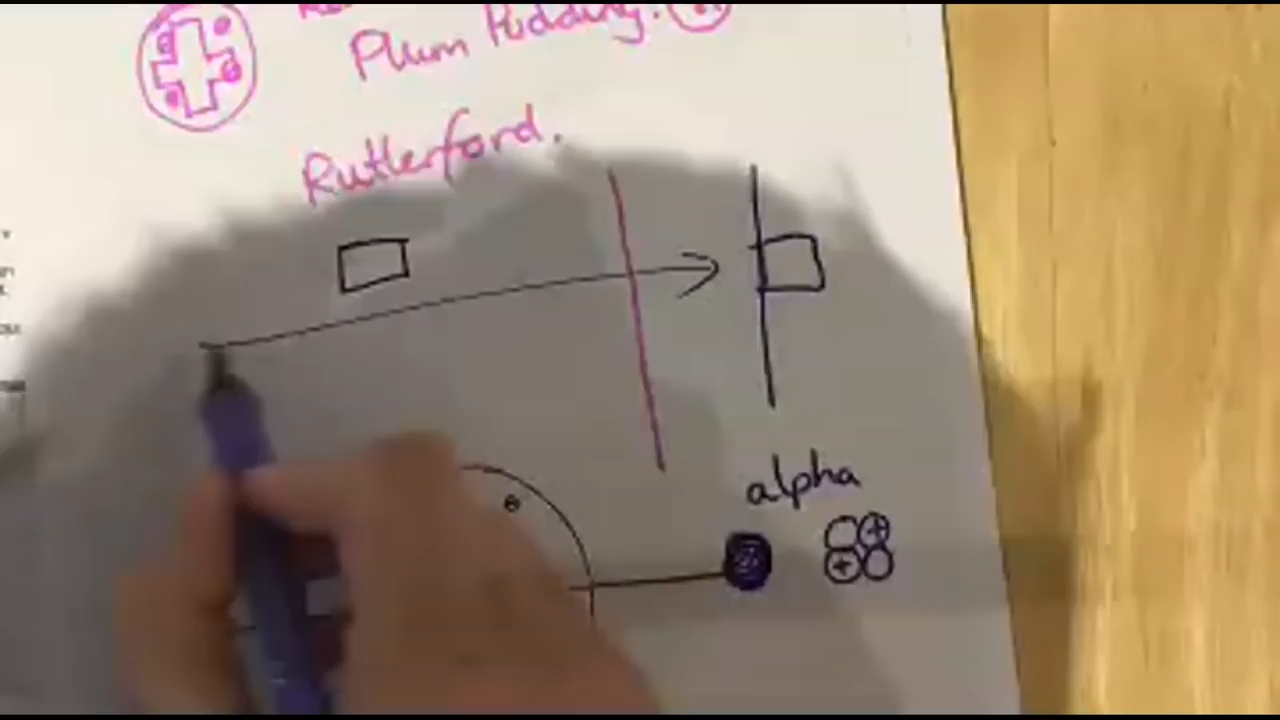 Plum Pudding.
Rutherford.
alpha
+
+